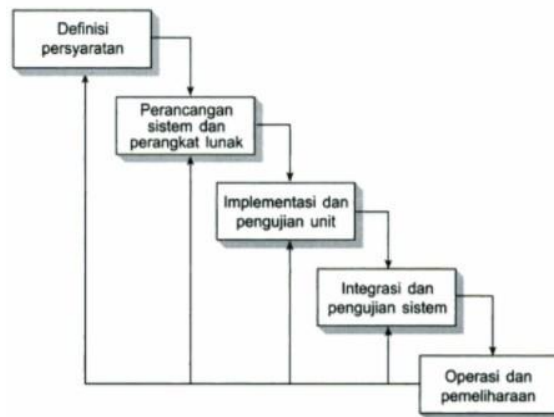 Definisi
persyaratan
Perancangan
sistem dan
perangkat lunak
Implementasi dan
pengujian unit
Integrasi dan
pengujian sistem
Operasi dan
pemeliharaan